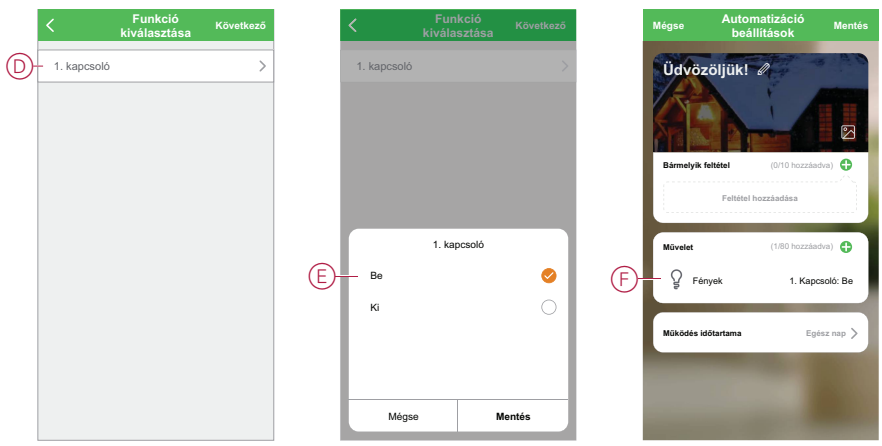 Funkció
kiválasztása
Következő
D
1. kapcsoló
Funkció
kiválasztása
Következő
1. kapcsoló
1. kapcsoló
E
Be
Ki
Mégse
Mentés
Mégse
Automatizáció
beállítások
Mentés
Üdvözöljük!
Bármelyik feltétel (0/10 hozzáadva)
Feltétel hozzáadása
Művelet (1/80 hozzáadva)
F
Fények 1. Kapcsoló: Be
Működés időtartama Egész nap